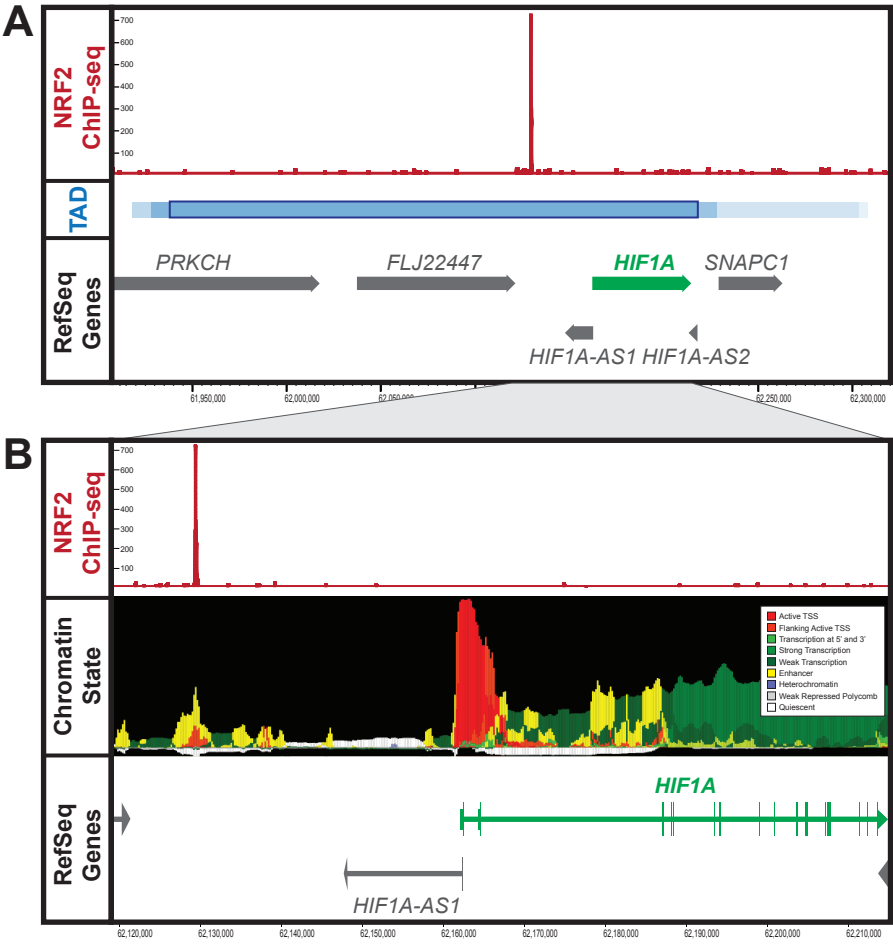 A
NRF2
ChIP-seq
700
600
500
400
300
200
100
TAD
RefSeq
Genes
PRKCH
FLJ22447
HIF1A
SNAPC1
HIF1A-AS1
HIF1A-AS2
61,950,000
62,000,000
62,050,000
62,250,000
62,300,000
B
NRF2
ChIP-seq
700
600
500
400
300
200
100
Chromatin
State
Active TSS
Flanking Active TSS
Transcription at 5' and 3'
Strong Transcription
Weak Transcription
Enhancer
Heterochromatin
Weak Repressed Polycomb
Quiescent
RefSeq
Genes
HIF1A
HIF1A-AS1
62,120,000
62,130,000
62,140,000
62,150,000
62,160,000
62,170,000
62,180,000
62,190,000
62,200,000
62,210,000